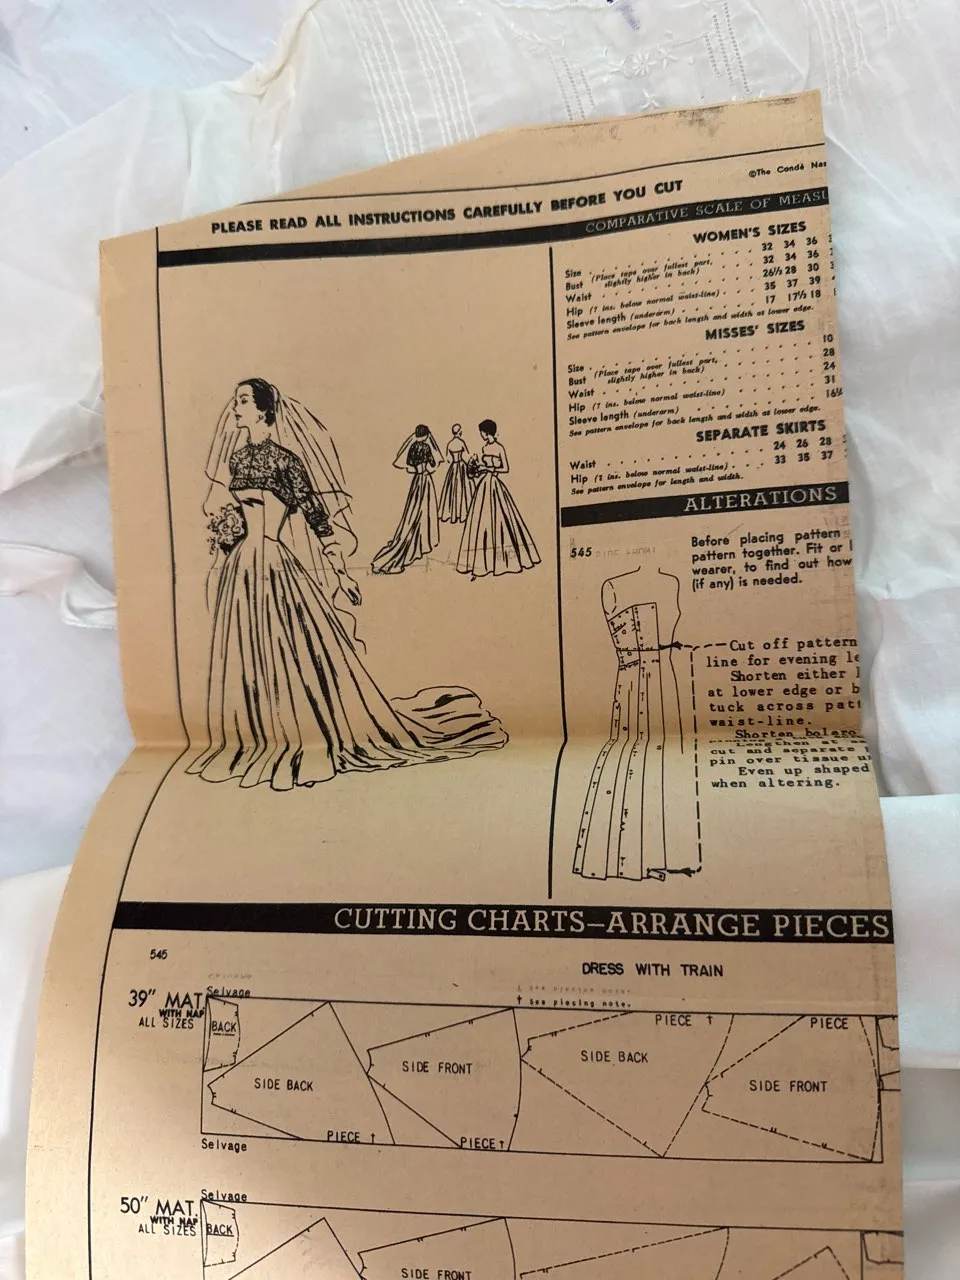 ©The Condé Nas
PLEASE READ ALL INSTRUCTIONS CAREFULLY BEFORE YOU CUT
COMPARATIVE SCALE OF MEASU
WOMEN'S SIZES
Size 32 34 36
Bust (Place tape over fullest part, slightly higher in back) 32 34 36
Waist 26½ 28 30
Hip (7 ins. below normal waist-line) 35 37 39
Sleeve length (underarm) 17 17½ 18
See pattern envelope for back length and width at lower edge.
MISSES' SIZES
Size 10
Bust (Place tape over fullest part, slightly higher in back) 28
Waist 24
Hip (7 ins. below normal waist-line) 31
Sleeve length (underarm) 16½
See pattern envelope for back length and width at lower edge.
SEPARATE SKIRTS
Waist 24 26 28
Hip (7 ins. below normal waist-line) 33 35 37
See pattern envelope for length and width.
ALTERATIONS
545
Before placing pattern
pattern together. Fit or
wearer, to find out how
(if any) is needed.
Cut off pattern
line for evening le
Shorten either
at lower edge or b
tuck across patt
waist-line.
Shorten bolero
Lengthen at
cut and separate
pin over tissue
Even up shaped
when altering.
CUTTING CHARTS—ARRANGE PIECES
545
DRESS WITH TRAIN
† See piecing note.
39" MAT.
WITH NAP
ALL SIZES
Selvage
BACK
SIDE BACK
PIECE †
SIDE FRONT
PIECE †
SIDE BACK
PIECE †
SIDE FRONT
PIECE
Selvage
50" MAT.
WITH NAP
ALL SIZES
Selvage
BACK
SIDE FRONT